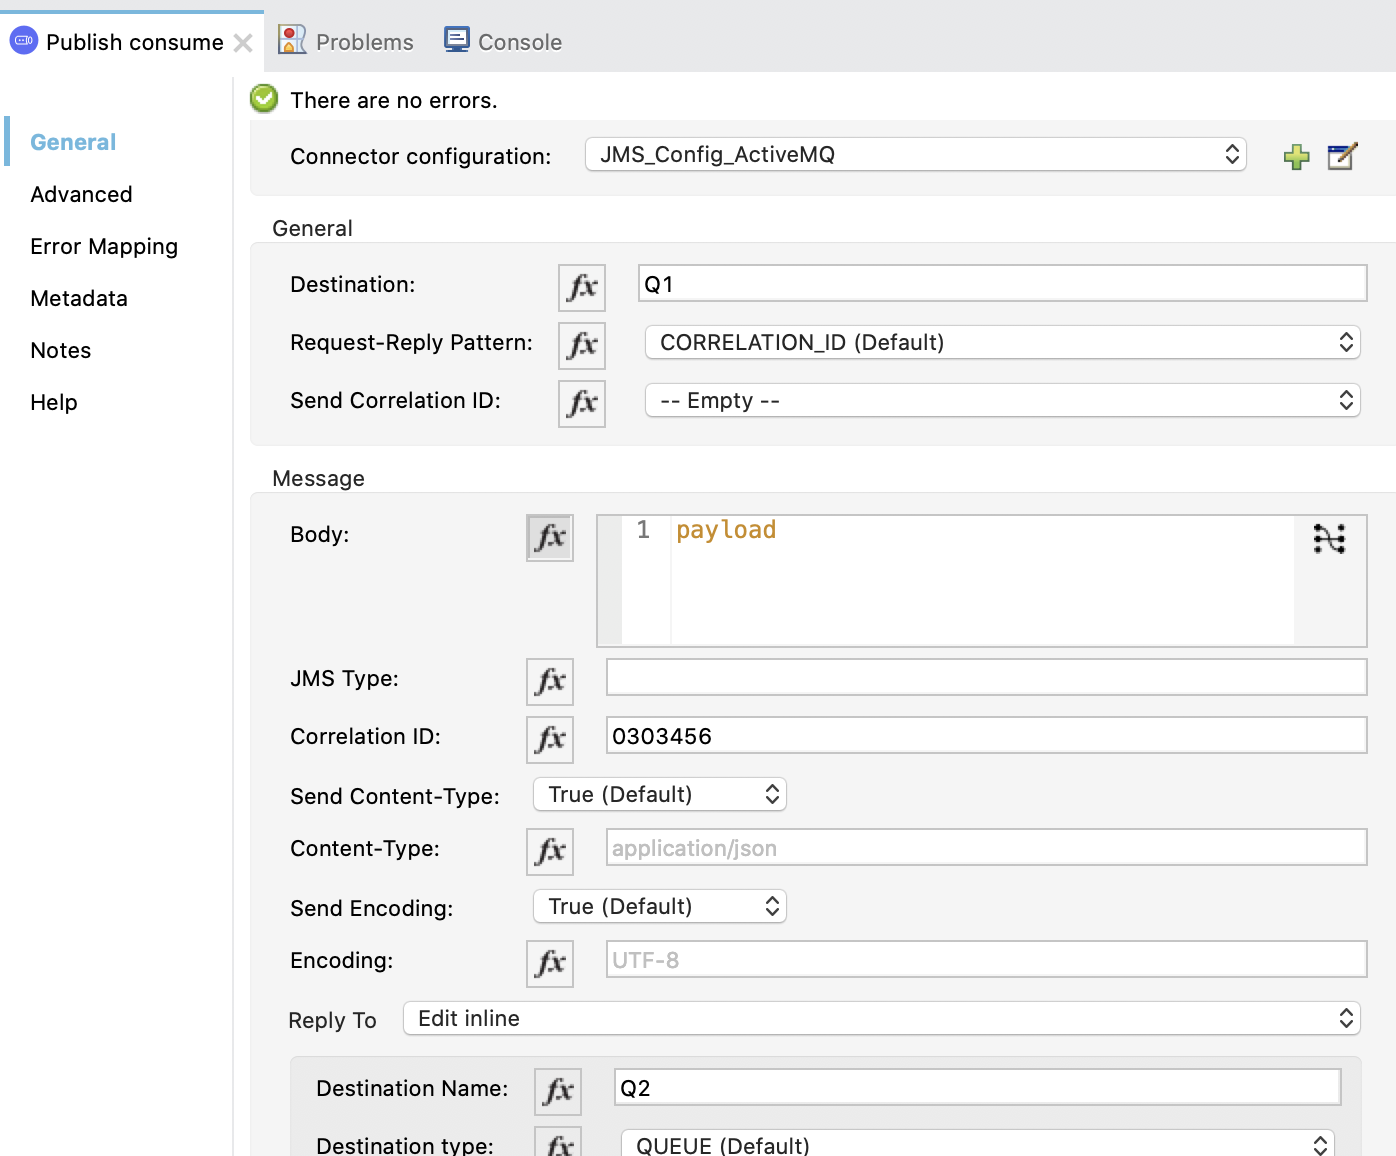 Publish consume
Problems
Console
There are no errors.
General
Advanced
Error Mapping
Metadata
Notes
Help
Connector configuration: JMS_Config_ActiveMQ
General
Destination: fx Q1
Request-Reply Pattern: fx CORRELATION_ID (Default)
Send Correlation ID: fx -- Empty --
Message
Body: fx 1 payload
JMS Type: fx
Correlation ID: fx 0303456
Send Content-Type: True (Default)
Content-Type: fx application/json
Send Encoding: True (Default)
Encoding: fx UTF-8
Reply To Edit inline
Destination Name: fx Q2
Destination type: fx QUEUE (Default)